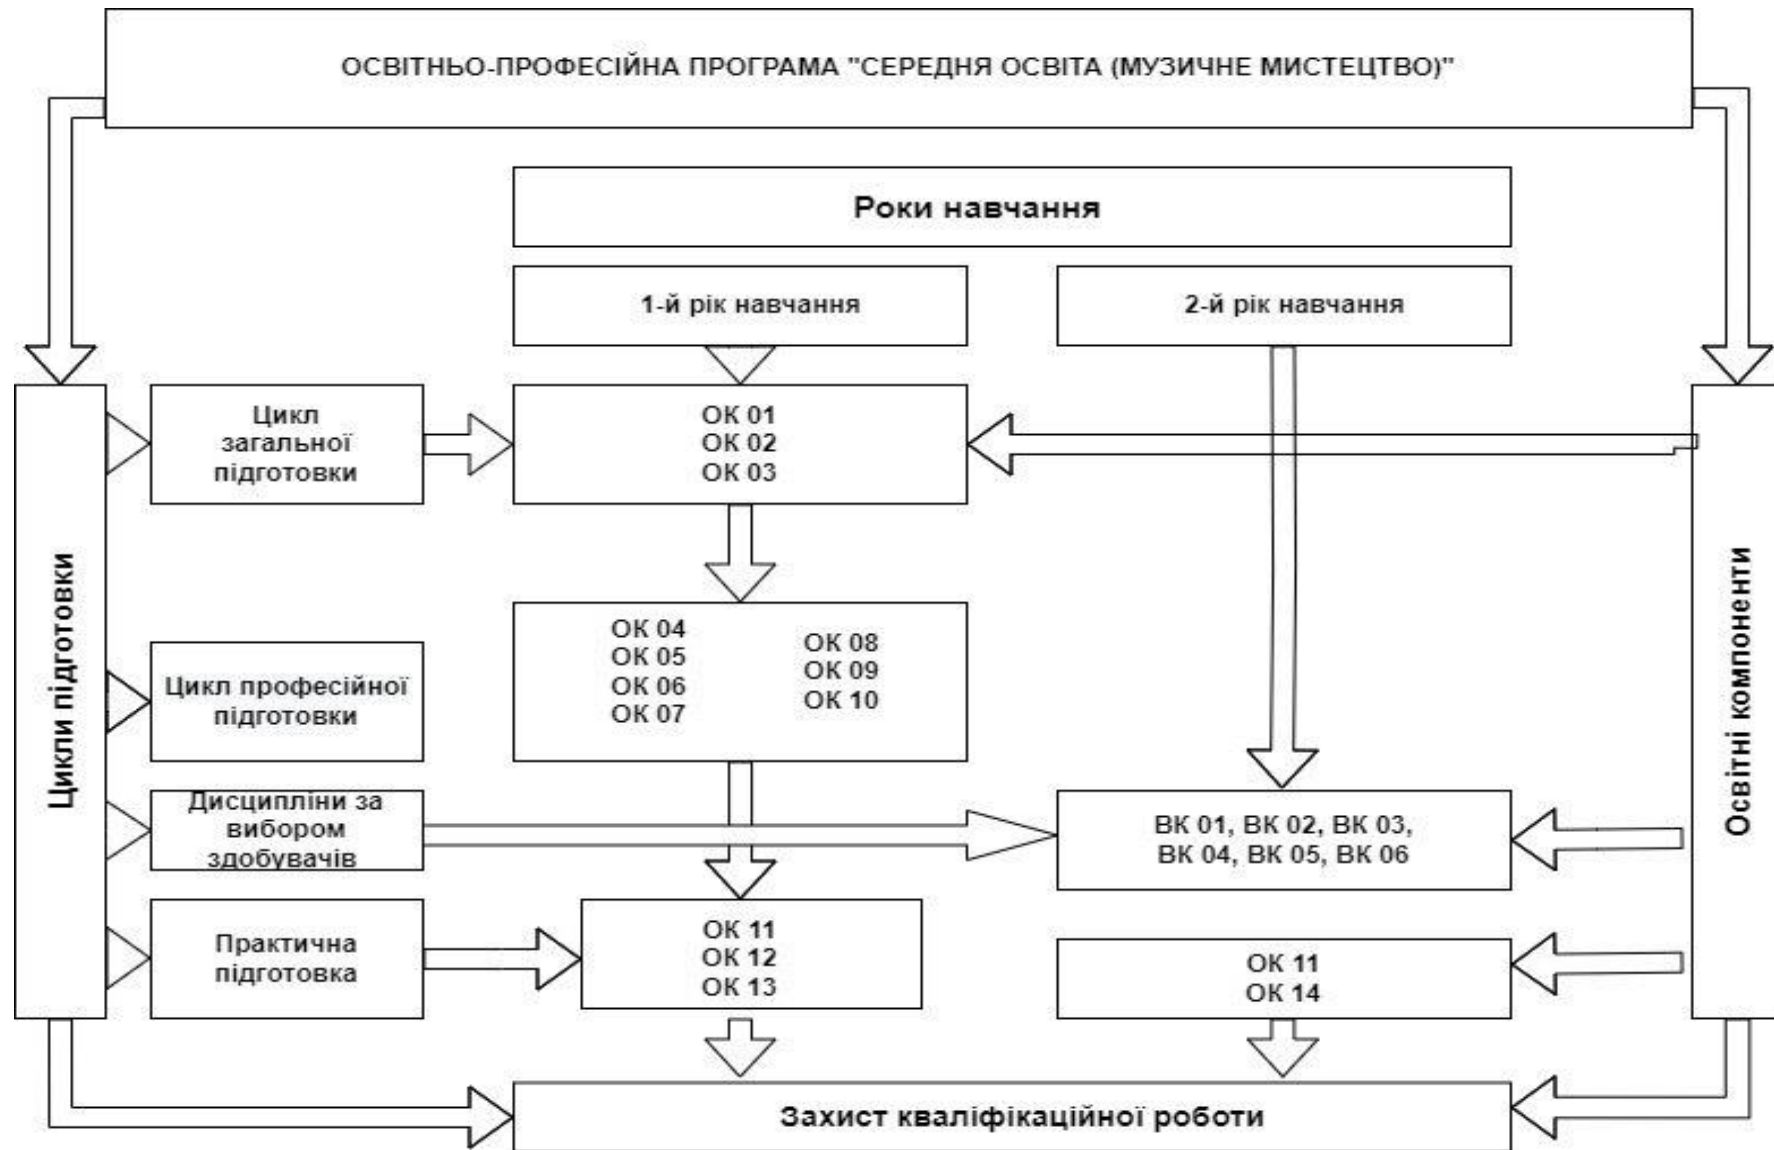 ОСВІТНЬО-ПРОФЕСІЙНА ПРОГРАМА "СЕРЕДНЯ ОСВІТА (МУЗИЧНЕ МИСТЕЦТВО)"
Роки навчання
1-й рік навчання
2-й рік навчання
Цикли підготовки
Цикл
загальної
підготовки
ОК 01
ОК 02
ОК 03
Цикл професійної
підготовки
ОК 04
ОК 05
ОК 06
ОК 07
ОК 08
ОК 09
ОК 10
Дисципліни за
вибором
здобувачів
ВК 01, ВК 02, ВК 03,
ВК 04, ВК 05, ВК 06
Практична
підготовка
ОК 11
ОК 12
ОК 13
ОК 11
ОК 14
Освітні компоненти
Захист кваліфікаційної роботи